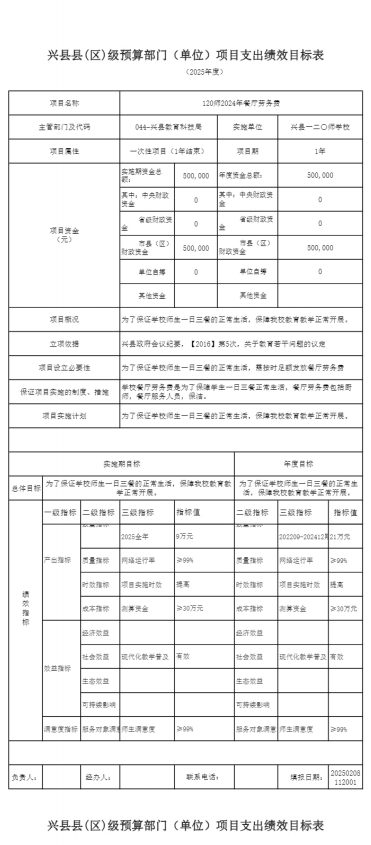 兴县县(区)级预算部门（单位）项目支出绩效目标表
（2025年度）
项目名称 120师2024年餐厅劳务费
主管部门及代码 044-兴县教育科技局 实施单位 兴县一二〇师学校
项目属性 一次性项目（1年结束） 项目期 1年
项目资金（元） 实施期资金总额： 500,000 年度资金总额： 500,000
其中：中央财政资金 0 其中：中央财政资金 0
省级财政资金 0 省级财政资金 0
市县（区）财政资金 500,000 市县（区）财政资金 500,000
单位自筹 0 单位自筹 0
其他资金 其他资金
项目概况 为了保证学校师生一日三餐的正常生活，保障我校教育教学正常开展。
立项依据 兴县政府会议纪要，【2016】第5次，关于教育若干问题的议定
项目设立必要性 为了保证学校师生一日三餐的正常生活，需按时足额发放餐厅劳务费
保证项目实施的制度、措施 学校餐厅劳务费是为了保障学生一日三餐正常生活，餐厅劳务费包括厨师，餐厅服务人员，保洁。
项目实施计划 为了保证学校师生一日三餐的正常生活，保障我校教育教学正常开展。
实施期目标 年度目标
总体目标 为了保证学校师生一日三餐的正常生活，保障我校教育教学正常开展。 为了保证学校师生一日三餐的正常生活，保障我校教育教学正常开展。
绩效指标 一级指标 二级指标 三级指标 指标值 二级指标 三级指标 指标值
产出指标 数量指标 2025全年 9万元 数量指标 202209-202412月 21万元
质量指标 网络运行率 ≥99% 质量指标 网络运行率 ≥99%
时效指标 项目实施时效 提高 时效指标 项目实施时效 提高
成本指标 测算资金 ≥30万元 成本指标 测算资金 ≥30万元
效益指标 经济效益 经济效益
社会效益 现代化教学普及 有效 社会效益 现代化教学普及 有效
生态效益 生态效益
可持续影响 可持续影响
满意度指标 服务对象满意 师生满意度 ≥99% 服务对象满意 师生满意度 ≥99%
负责人： 经办人： 联系电话： 填报日期： 20250208112001
兴县县(区)级预算部门（单位）项目支出绩效目标表